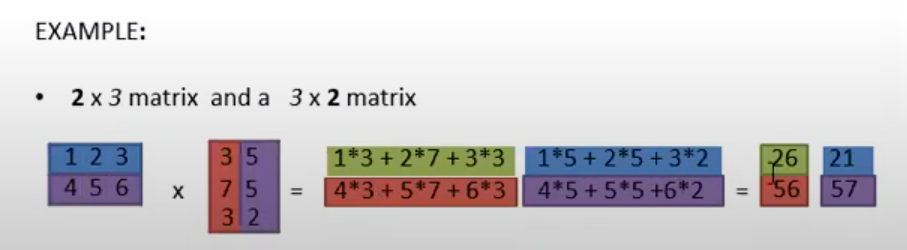 EXAMPLE:
• 2 x 3 matrix and a 3 x 2 matrix
1 2 3 3 5 1*3 + 2*7 + 3*3 1*5 + 2*5 + 3*2 26 21
4 5 6 x 7 5 = 4*3 + 5*7 + 6*3 4*5 + 5*5 +6*2 = 56 57
3 2